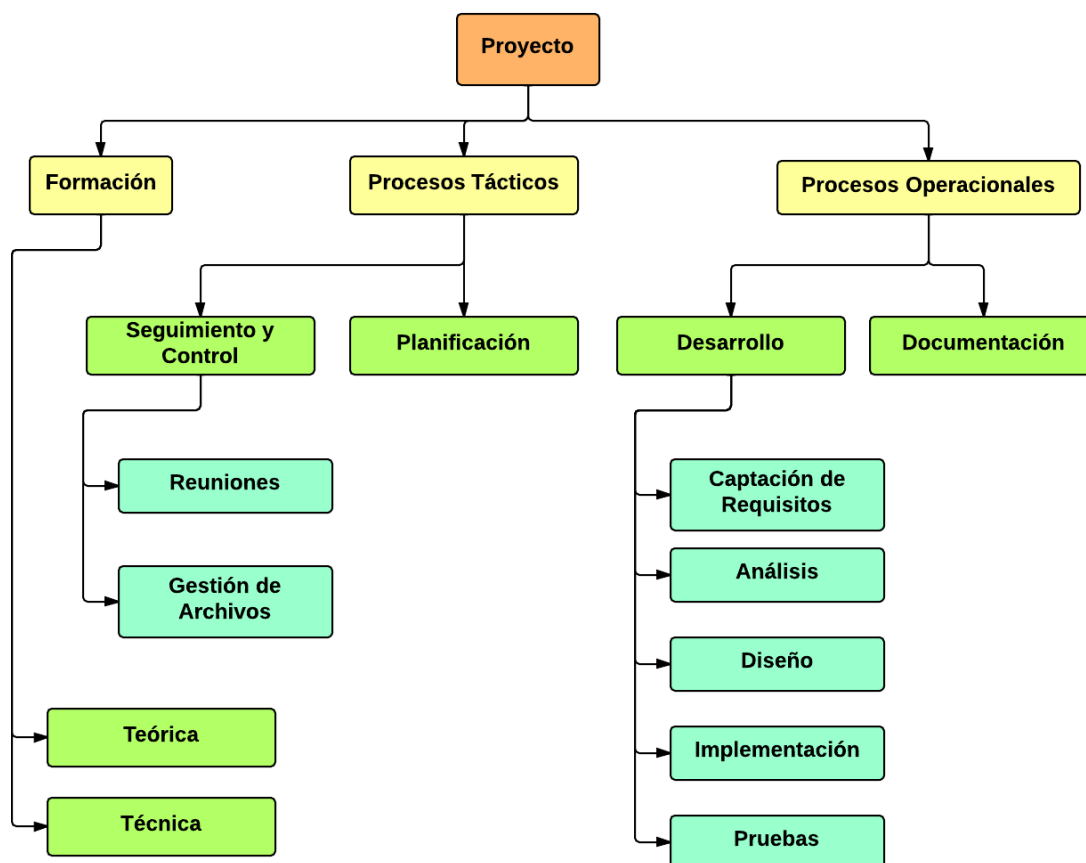 Proyecto
Formación
Procesos Tácticos
Procesos Operacionales
Seguimiento y
Control
Planificación
Desarrollo
Documentación
Reuniones
Captación de
Requisitos
Análisis
Gestión de
Archivos
Diseño
Teórica
Implementación
Técnica
Pruebas